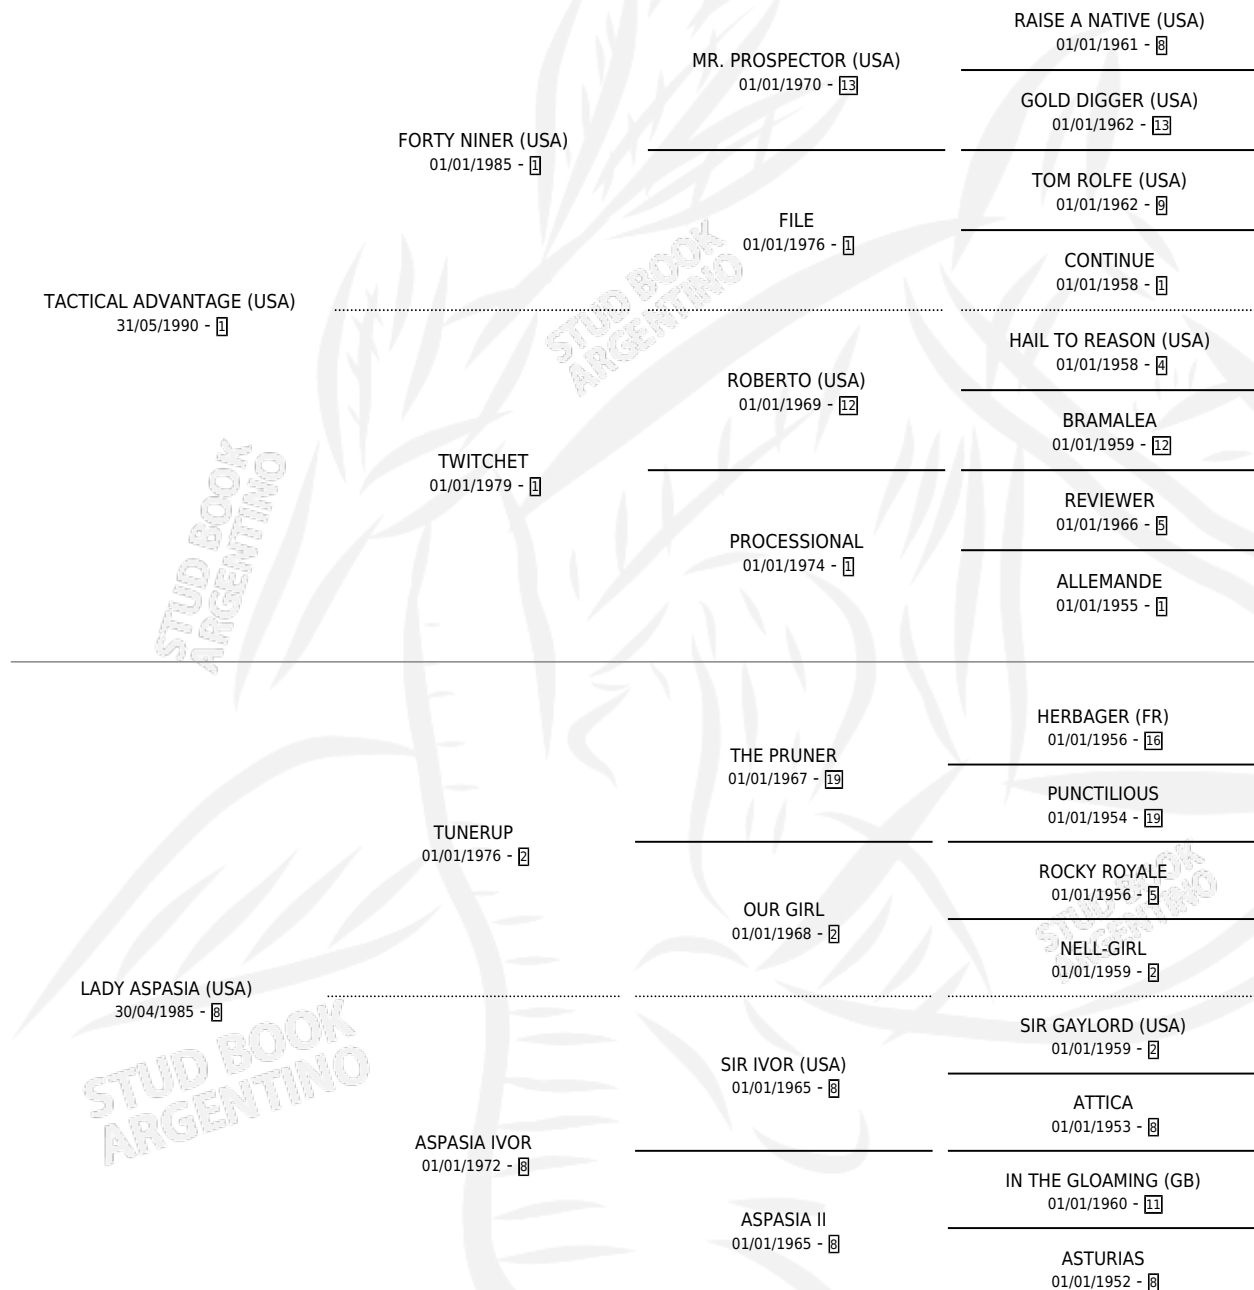 RAISE A NATIVE (USA)
01/01/1961 - 8
MR. PROSPECTOR (USA)
01/01/1970 - 13
GOLD DIGGER (USA)
01/01/1962 - 13
FORTY NINER (USA)
01/01/1985 - 1
TOM ROLFE (USA)
01/01/1962 - 9
FILE
01/01/1976 - 1
CONTINUE
01/01/1958 - 1
TACTICAL ADVANTAGE (USA)
31/05/1990 - 1
HAIL TO REASON (USA)
01/01/1958 - 4
ROBERTO (USA)
01/01/1969 - 12
BRAMALEA
01/01/1959 - 12
TWITCHET
01/01/1979 - 1
REVIEWER
01/01/1966 - 5
PROCESSIONAL
01/01/1974 - 1
ALLEMANDE
01/01/1955 - 1
HERBAGER (FR)
01/01/1956 - 16
THE PRUNER
01/01/1967 - 19
PUNCTILIOUS
01/01/1954 - 19
TUNERUP
01/01/1976 - 2
ROCKY ROYALE
01/01/1956 - 5
OUR GIRL
01/01/1968 - 2
NELL-GIRL
01/01/1959 - 2
LADY ASPASIA (USA)
30/04/1985 - 8
SIR GAYLORD (USA)
01/01/1959 - 2
SIR IVOR (USA)
01/01/1965 - 8
ATTICA
01/01/1953 - 8
ASPASIA IVOR
01/01/1972 - 8
IN THE GLOAMING (GB)
01/01/1960 - 11
ASPASIA II
01/01/1965 - 8
ASTURIAS
01/01/1952 - 8
STUD BOOK
ARGENTINO
STUD BOOK
ARGENTINO
STUD BOOK
ARGENTINO
STUD BOOK
ARGENTINO